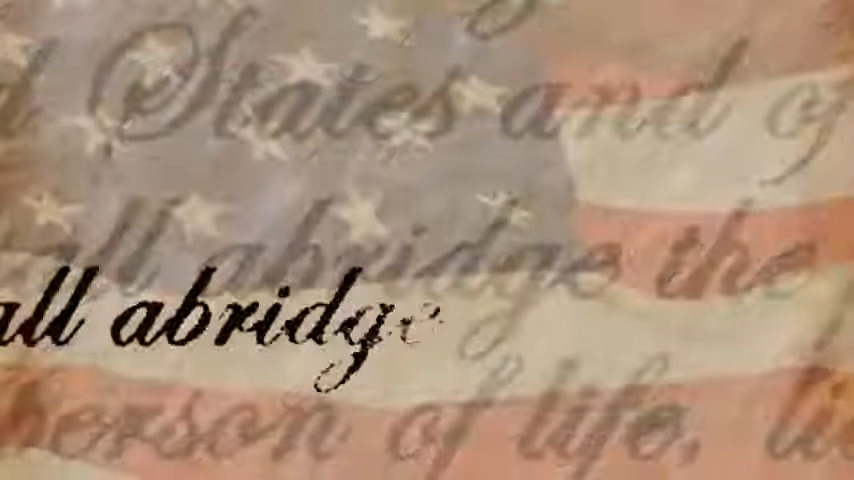 States and of
all abridge the
all abridge
person of life,